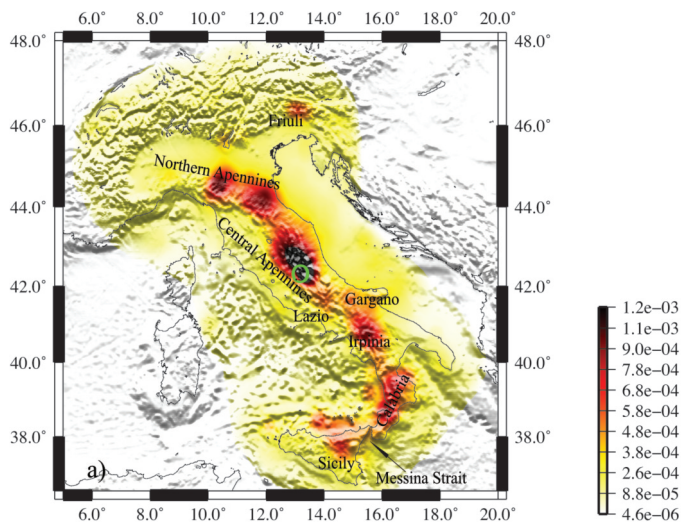 6.0° 8.0° 10.0° 12.0° 14.0° 16.0° 18.0° 20.0°
48.0° 48.0°
46.0° 46.0°
Friuli
Northern Apennines
44.0° 44.0°
Central Apennines
42.0° 42.0°
Gargano
Lazio
Irpinia
40.0° 40.0°
Calabria
38.0° 38.0°
Sicily
Messina Strait
a)
6.0° 8.0° 10.0° 12.0° 14.0° 16.0° 18.0° 20.0°
1.2e-03
1.1e-03
9.0e-04
7.8e-04
6.8e-04
5.8e-04
4.8e-04
2.6e-04
8.8e-05
4.6e-06